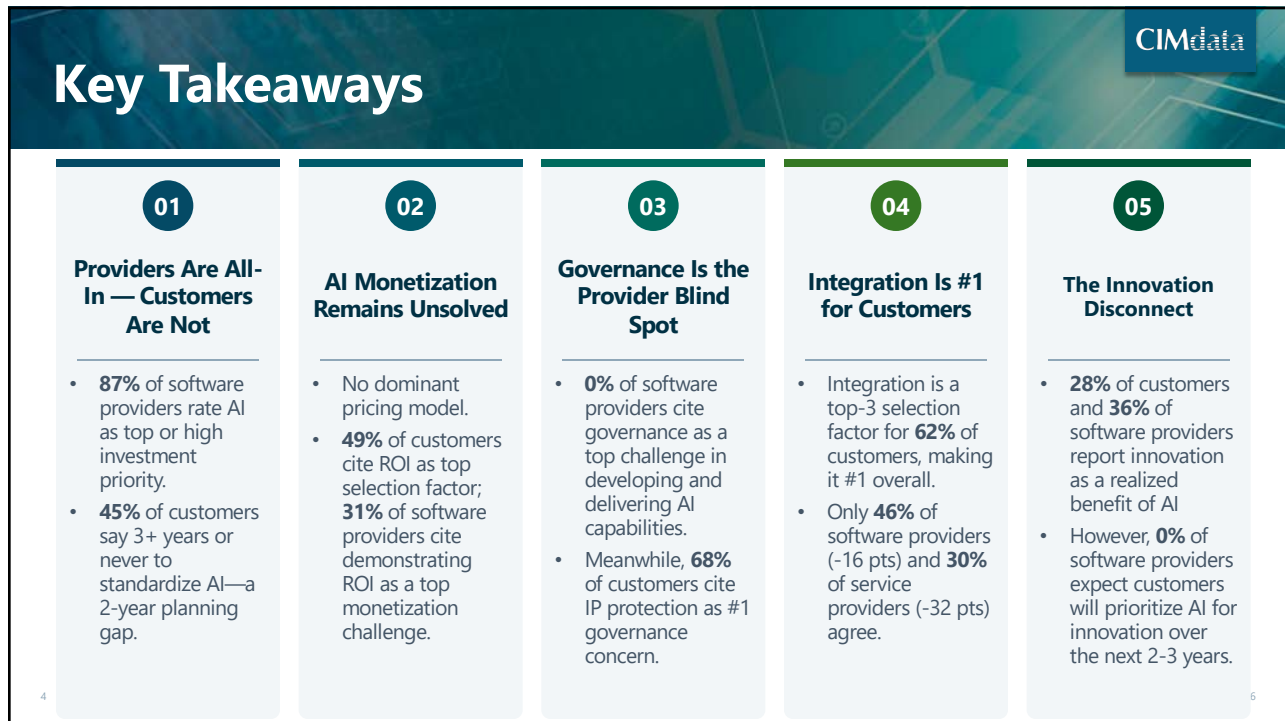 CIMdata
Key Takeaways
01
Providers Are All-
In — Customers
Are Not
• 87% of software
providers rate AI
as top or high
investment
priority.
• 45% of customers
say 3+ years or
never to
standardize AI—a
2-year planning
gap.
02
AI Monetization
Remains Unsolved
• No dominant
pricing model.
• 49% of customers
cite ROI as top
selection factor;
31% of software
providers cite
demonstrating
ROI as a top
monetization
challenge.
03
Governance Is the
Provider Blind
Spot
• 0% of software
providers cite
governance as a
top challenge in
developing and
delivering AI
capabilities.
• Meanwhile, 68%
of customers cite
IP protection as #1
governance
concern.
04
Integration Is #1
for Customers
• Integration is a
top-3 selection
factor for 62% of
customers, making
it #1 overall.
• Only 46% of
software providers
(-16 pts) and 30%
of service
providers (-32 pts)
agree.
05
The Innovation
Disconnect
• 28% of customers
and 36% of
software providers
report innovation
as a realized
benefit of AI
• However, 0% of
software providers
expect customers
will prioritize AI for
innovation over
the next 2-3 years.
4
6